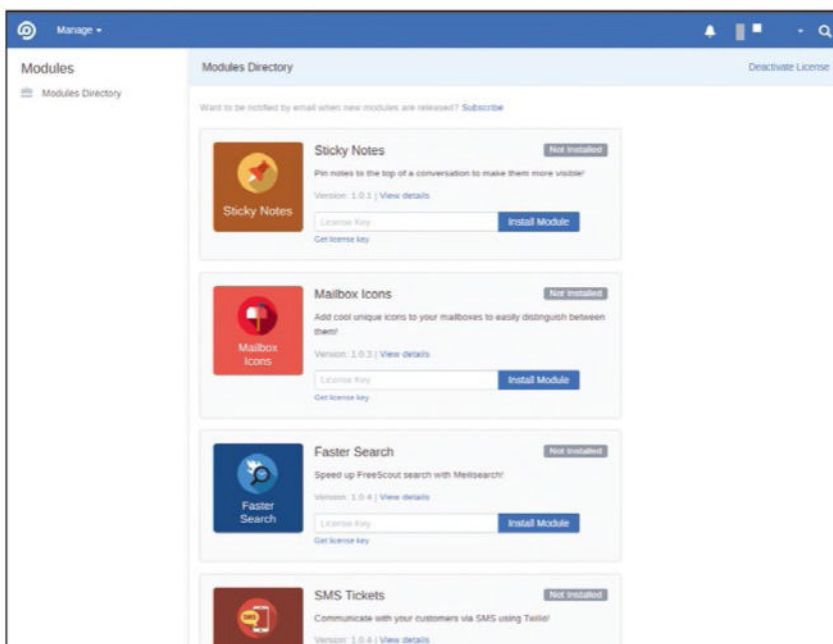 Manage
Modules
Modules Directory
Modules Directory
Deactivate License
Want to be notified by email when new modules are released? Subscribe
Sticky Notes
Sticky Notes
Not Installed
Pin notes to the top of a conversation to make them more visible!
Version: 1.0.1 | View details
License Key
Install Module
Get license key
Mailbox
Icons
Mailbox Icons
Not Installed
Add cool unique icons to your mailboxes to easily distinguish between
them!
Version: 1.0.3 | View details
License Key
Install Module
Get license key
Faster
Search
Faster Search
Not Installed
Speed up FreeScout search with Meilisearch!
Version: 1.0.4 | View details
License Key
Install Module
Get license key
SMS
SMS Tickets
Not Installed
Communicate with your customers via SMS using Twilio!
Version: 1.0.4 | View details